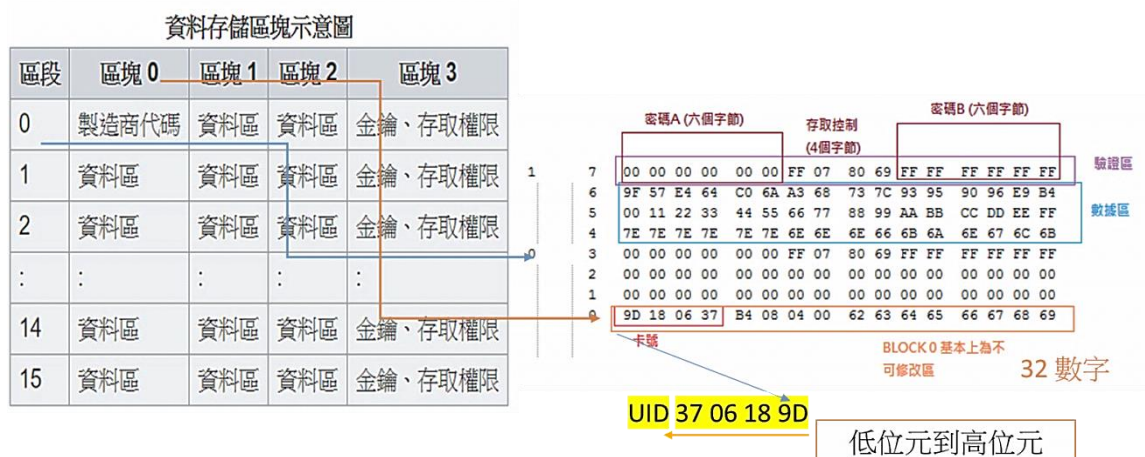 資料存儲區塊示意圖
區段 區塊 0 區塊 1 區塊 2 區塊 3
0 製造商代碼 資料區 資料區 金鑰、存取權限
1 資料區 資料區 資料區 金鑰、存取權限
2 資料區 資料區 資料區 金鑰、存取權限
: : : : :
14 資料區 資料區 資料區 金鑰、存取權限
15 資料區 資料區 資料區 金鑰、存取權限
密碼A (六個字節)
存取控制
(4個字節)
密碼B (六個字節)
1 7 00 00 00 00 00 00 FF 07 80 69 FF FF FF FF FF FF 驗證區
6 9F 57 E4 64 C0 6A A3 68 73 7C 93 95 90 96 E9 B4
5 00 11 22 33 44 55 66 77 88 99 AA BB CC DD EE FF 數據區
4 7E 7E 7E 7E 7E 7E 6E 6E 6E 66 6B 6A 6E 67 6C 6B
0 3 00 00 00 00 00 00 FF 07 80 69 FF FF FF FF FF FF
2 00 00 00 00 00 00 00 00 00 00 00 00 00 00 00 00
1 00 00 00 00 00 00 00 00 00 00 00 00 00 00 00 00
0 9D 18 06 37 B4 08 04 00 62 63 64 65 66 67 68 69
卡號
BLOCK 0 基本上為不
可修改區
32 數字
UID 37 06 18 9D
低位元到高位元